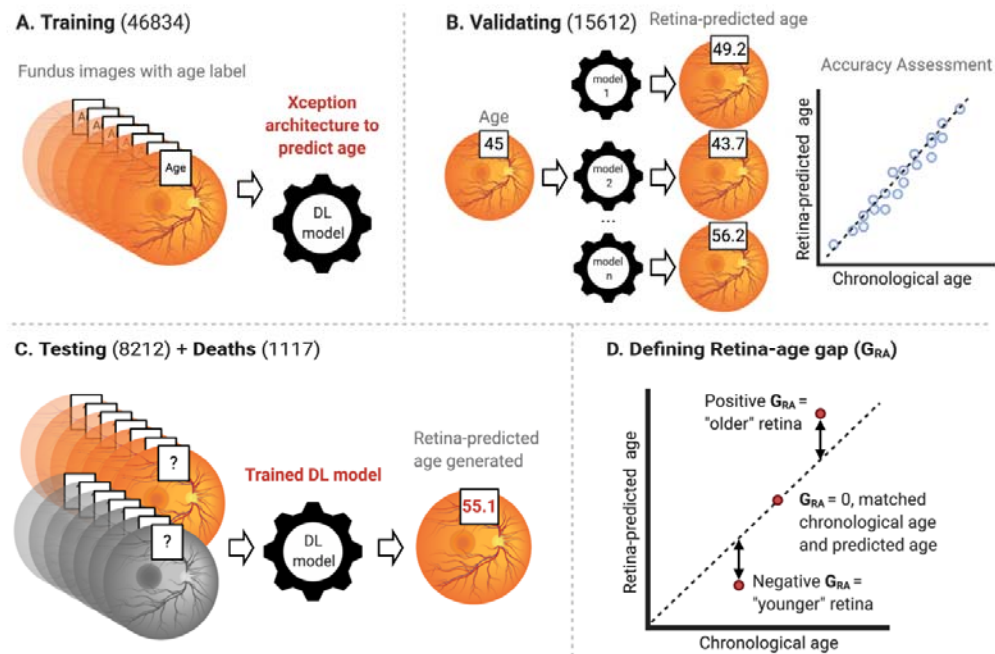 A. Training (46834)
Fundus images with age label
Age
Xception
architecture to
predict age
DL
model
B. Validating (15612)
Retina-predicted age
Age
45
model
1
49.2
model
2
43.7
...
model
n
56.2
Accuracy Assessment
Retina-predicted age
Chronological age
C. Testing (8212) + Deaths (1117)
?
?
Trained DL model
DL
model
Retina-predicted
age generated
55.1
D. Defining Retina-age gap (GRA)
Retina-predicted age
Positive GRA =
"older" retina
GRA = 0, matched
chronological age
and predicted age
Negative GRA =
"younger" retina
Chronological age